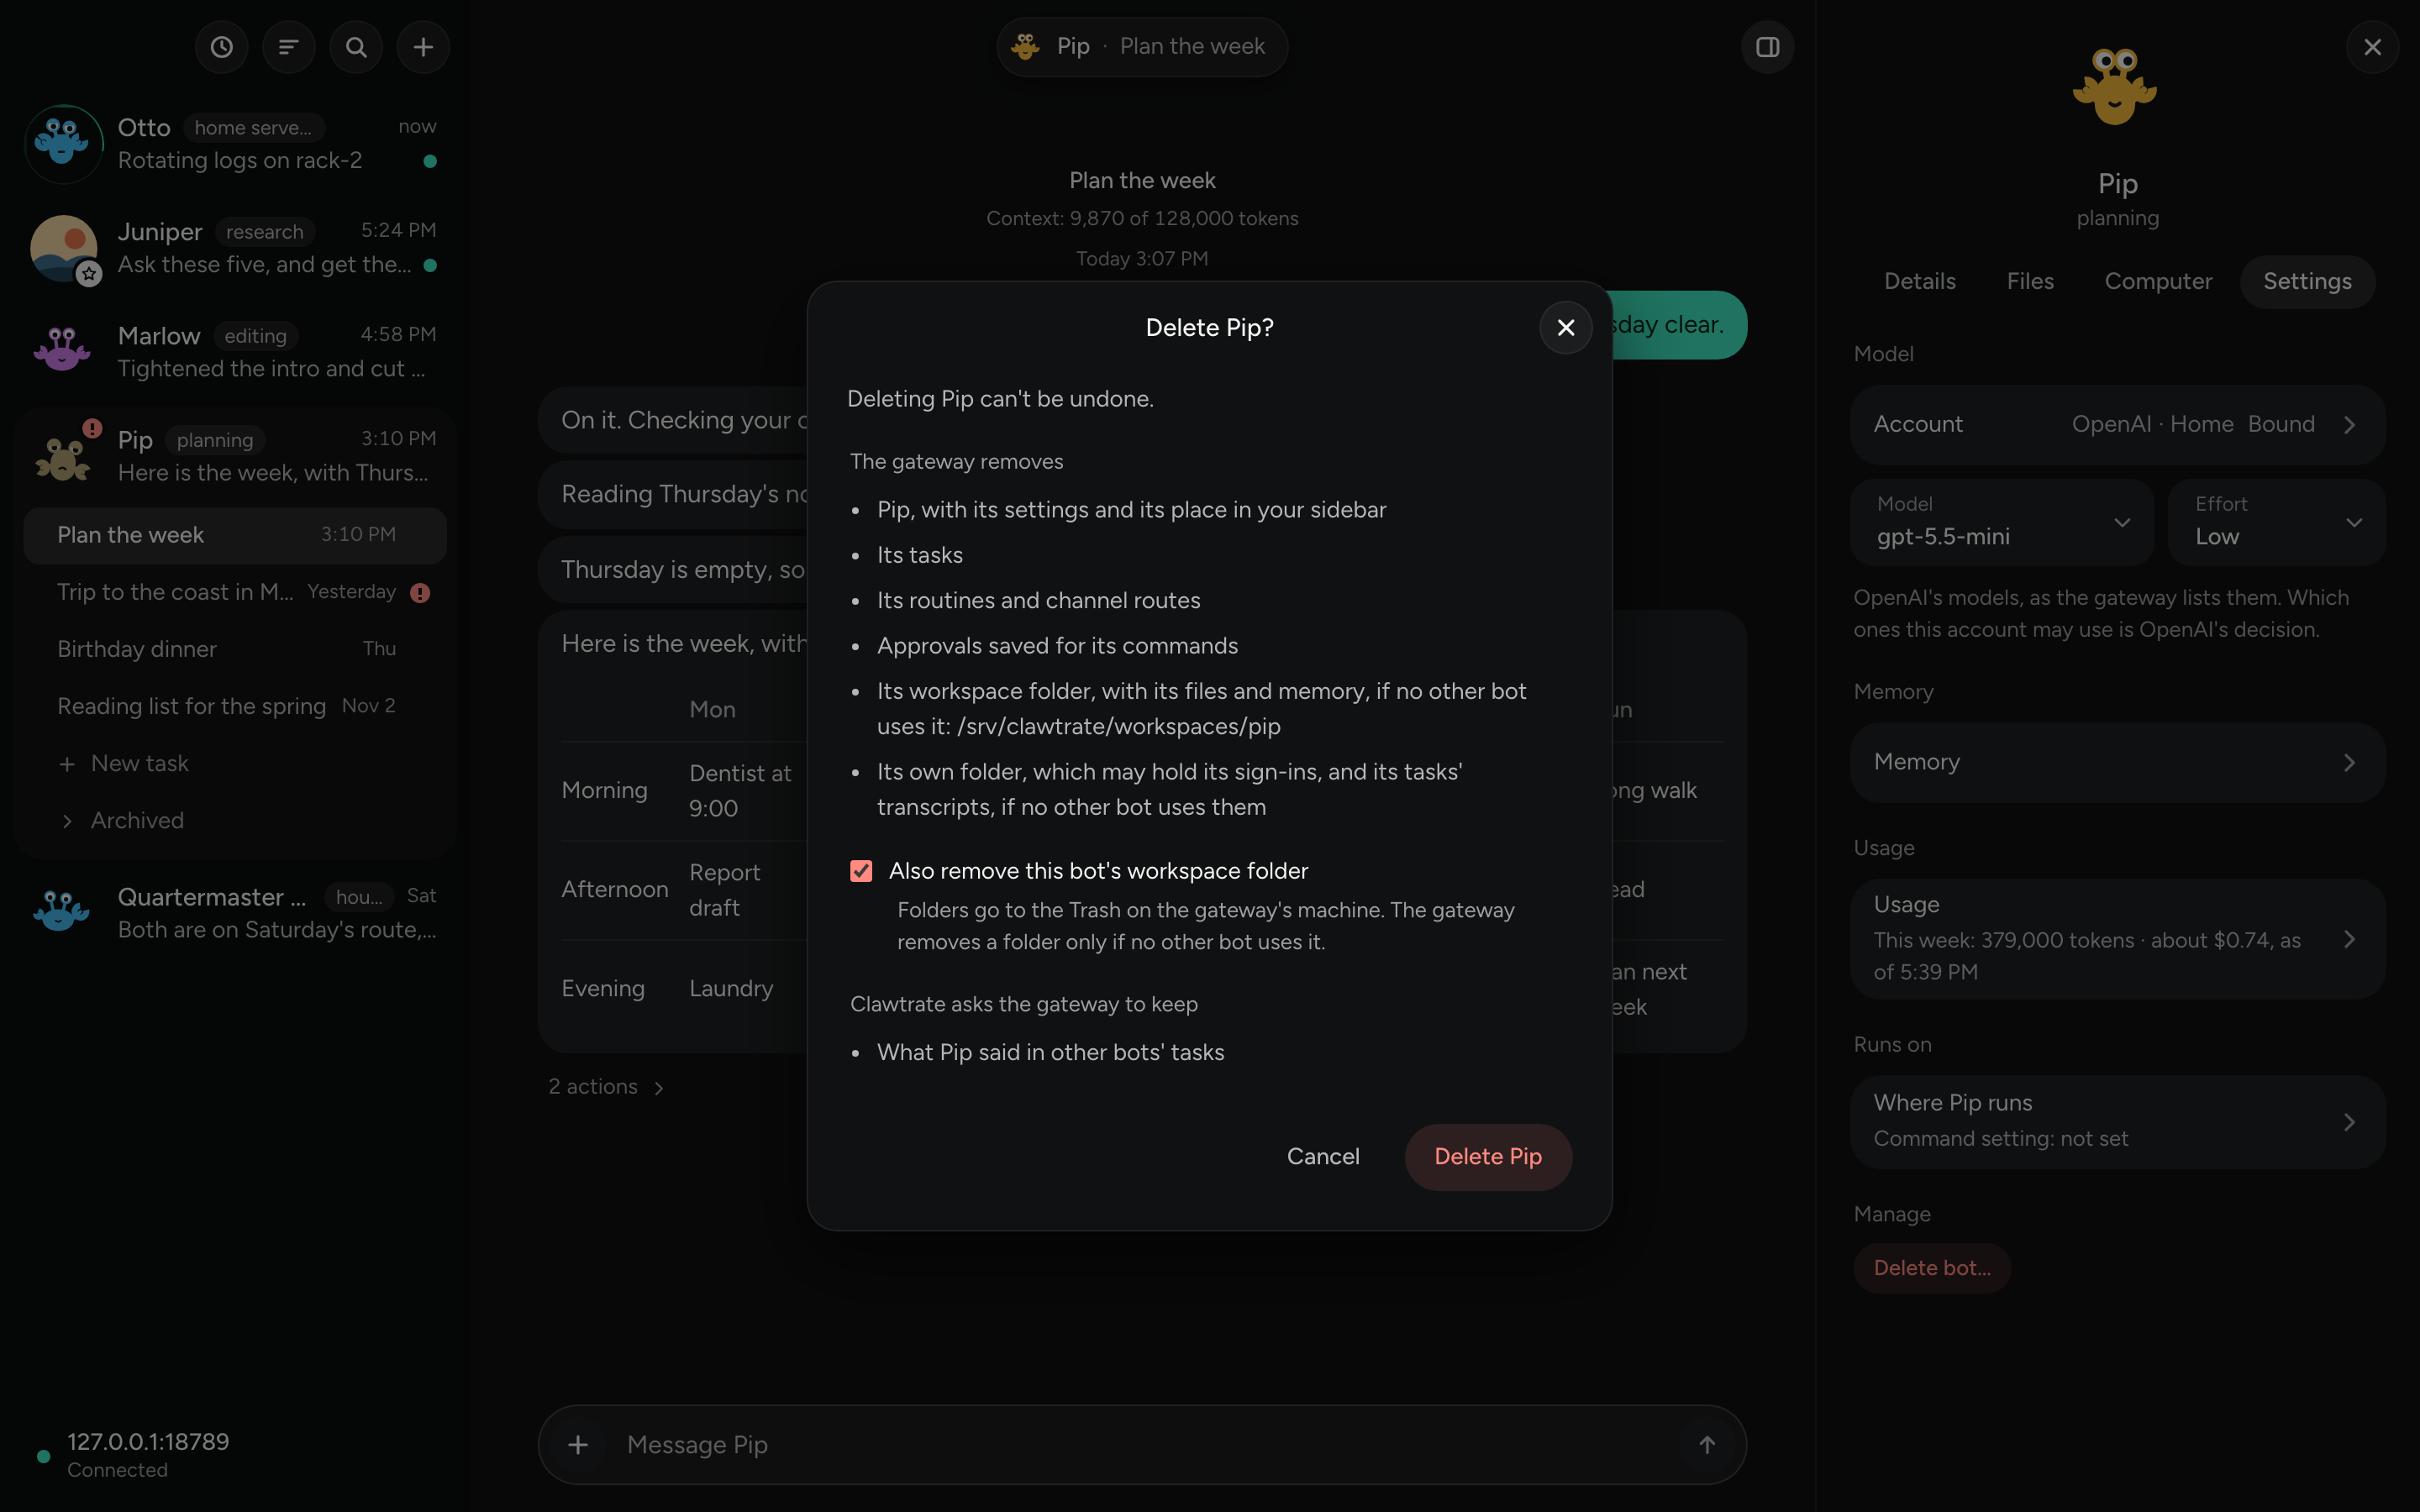 Otto home serve... now
Rotating logs on rack-2
Juniper research 5:24 PM
Ask these five, and get the...
Marlow editing 4:58 PM
Tightened the intro and cut ...
Pip planning 3:10 PM
Here is the week, with Thurs...
Plan the week 3:10 PM
Trip to the coast in M... Yesterday
Birthday dinner Thu
Reading list for the spring Nov 2
New task
Archived
Quartermaster ... hou... Sat
Both are on Saturday's route,...
127.0.0.1:18789
Connected
Pip · Plan the week
Plan the week
Context: 9,870 of 128,000 tokens
Today 3:07 PM
clear.
On it. Checking your
Reading Thursday's
Thursday is empty, so
Here is the week, with
Mon
Morning
Dentist at
9:00
walk
Afternoon
Report
draft
Evening
Laundry
next
2 actions
Message Pip
Delete Pip?
Deleting Pip can't be undone.
The gateway removes
• Pip, with its settings and its place in your sidebar
• Its tasks
• Its routines and channel routes
• Approvals saved for its commands
• Its workspace folder, with its files and memory, if no other bot
uses it: /srv/clawtrate/workspaces/pip
• Its own folder, which may hold its sign-ins, and its tasks'
transcripts, if no other bot uses them
Also remove this bot's workspace folder
Folders go to the Trash on the gateway's machine. The gateway
removes a folder only if no other bot uses it.
Clawtrate asks the gateway to keep
• What Pip said in other bots' tasks
Cancel
Delete Pip
Pip
planning
Details Files Computer Settings
Model
Account OpenAI · Home Bound
Model
gpt-5.5-mini
Effort
Low
OpenAI's models, as the gateway lists them. Which
ones this account may use is OpenAI's decision.
Memory
Memory
Usage
Usage
This week: 379,000 tokens · about $0.74, as
of 5:39 PM
Runs on
Where Pip runs
Command setting: not set
Manage
Delete bot...